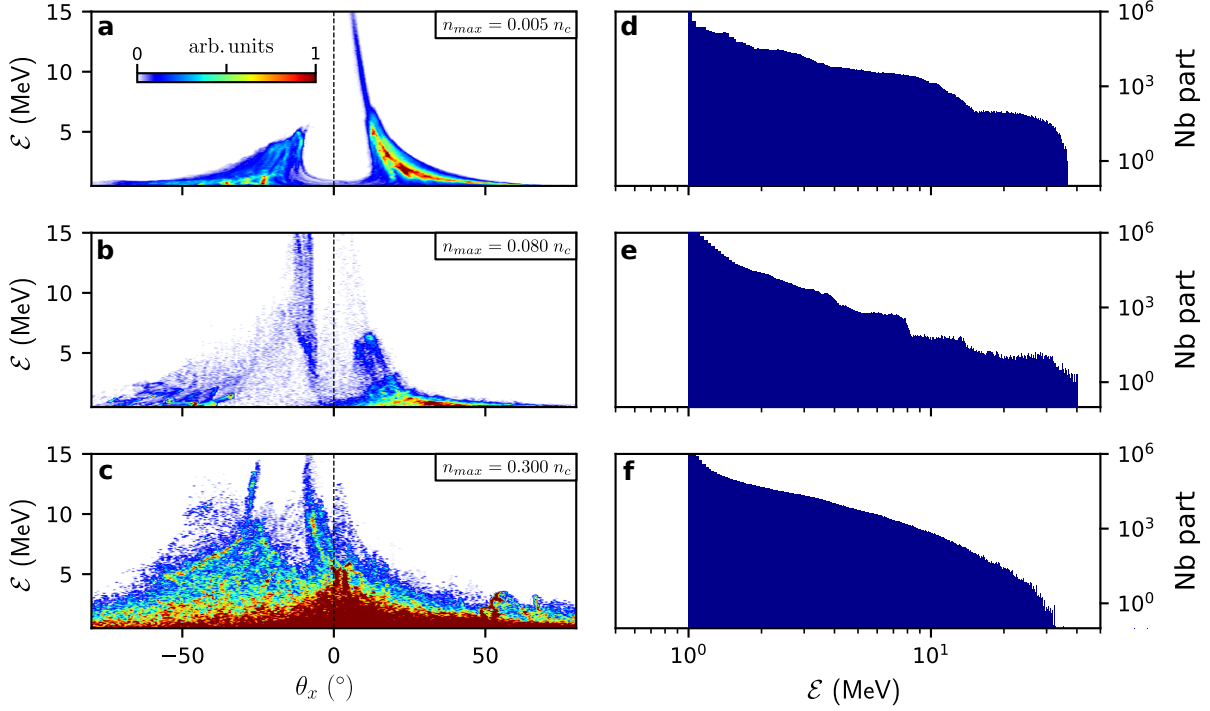 a
n_max = 0.005 n_c
arb. units
0
1
15
10
5
ℰ (MeV)
d
10^6
10^3
10^0
Nb part
b
n_max = 0.080 n_c
15
10
5
ℰ (MeV)
e
10^6
10^3
10^0
Nb part
c
n_max = 0.300 n_c
15
10
5
ℰ (MeV)
−50
0
50
θ_x (°)
f
10^6
10^3
10^0
Nb part
10^0
10^1
ℰ (MeV)